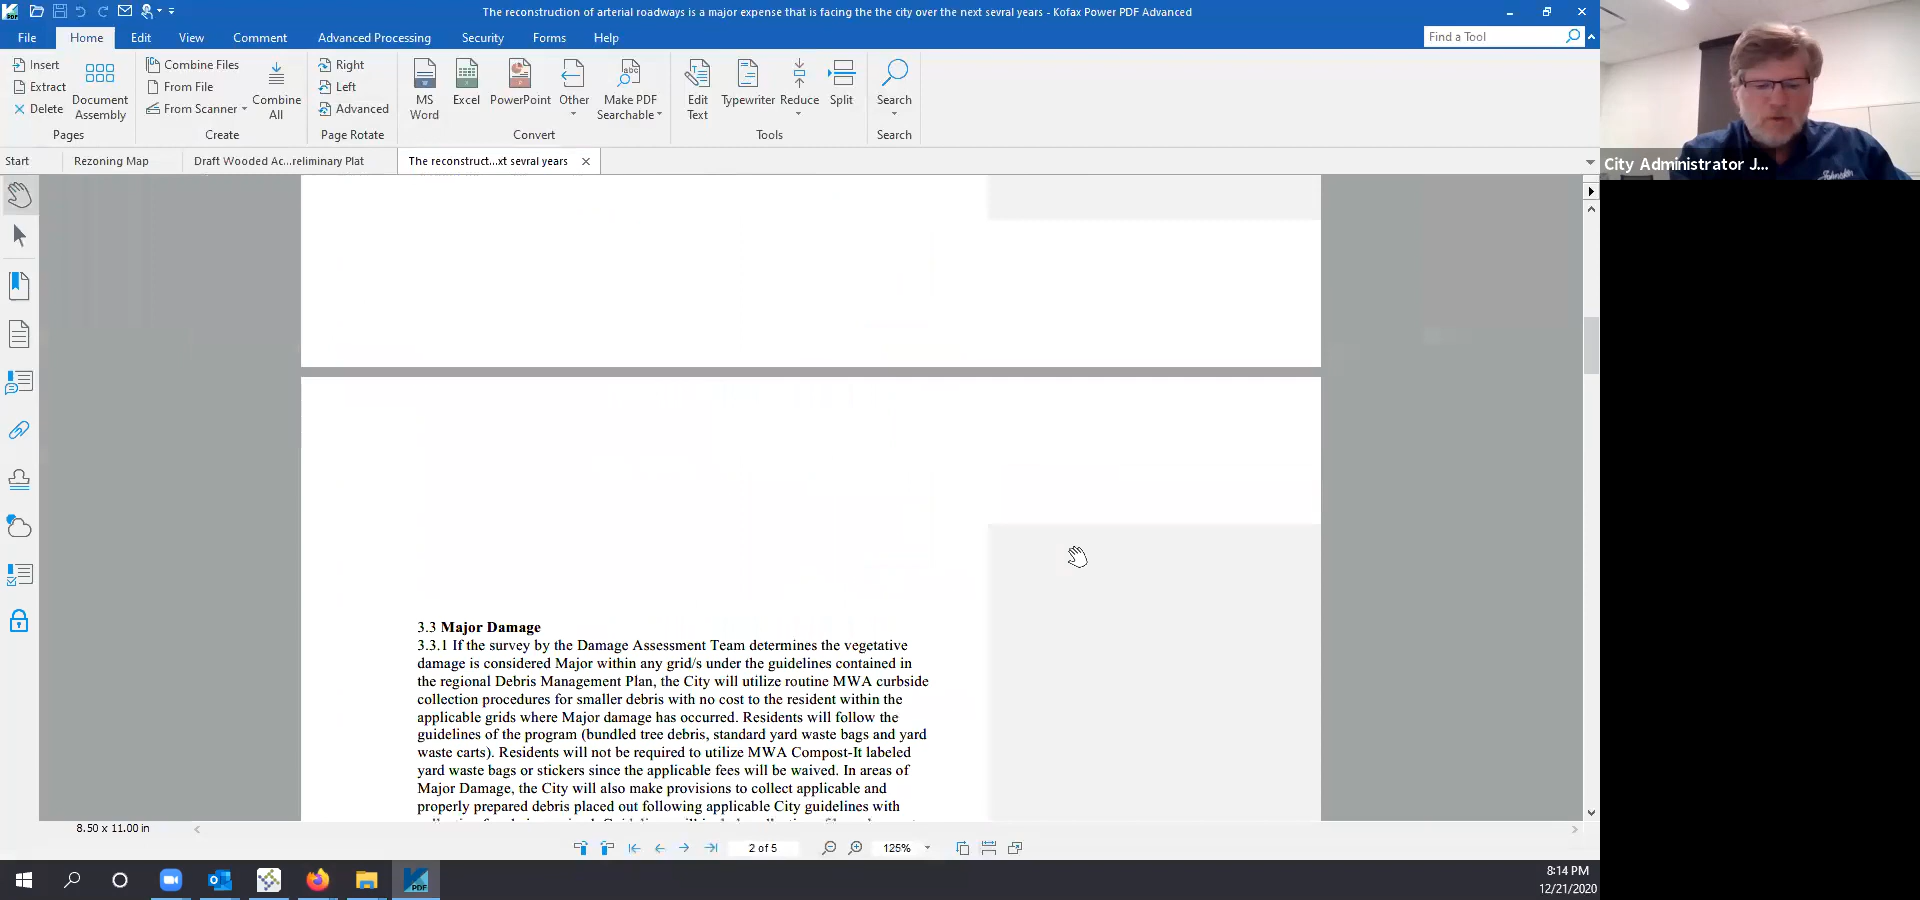 The reconstruction of arterial roadways is a major expense that is facing the the city over the next sevral years - Kofax Power PDF Advanced
File Home Edit View Comment Advanced Processing Security Forms Help
Find a Tool
Insert
Extract
Delete
Document Assembly
Pages
Combine Files
From File
From Scanner
Combine All
Create
Right
Left
Advanced
Page Rotate
MS Word
Excel
PowerPoint
Other
Make PDF Searchable
Convert
Edit Text
Typewriter
Reduce
Split
Tools
Search
Search
Start
Rezoning Map
Draft Wooded Ac...reliminary Plat
The reconstruct...xt sevral years
City Administrator J...
3.3 Major Damage
3.3.1 If the survey by the Damage Assessment Team determines the vegetative
damage is considered Major within any grid/s under the guidelines contained in
the regional Debris Management Plan, the City will utilize routine MWA curbside
collection procedures for smaller debris with no cost to the resident within the
applicable grids where Major damage has occurred. Residents will follow the
guidelines of the program (bundled tree debris, standard yard waste bags and yard
waste carts). Residents will not be required to utilize MWA Compost-It labeled
yard waste bags or stickers since the applicable fees will be waived. In areas of
Major Damage, the City will also make provisions to collect applicable and
properly prepared debris placed out following applicable City guidelines with
8.50 x 11.00 in
2 of 5
125%
8:14 PM
12/21/2020